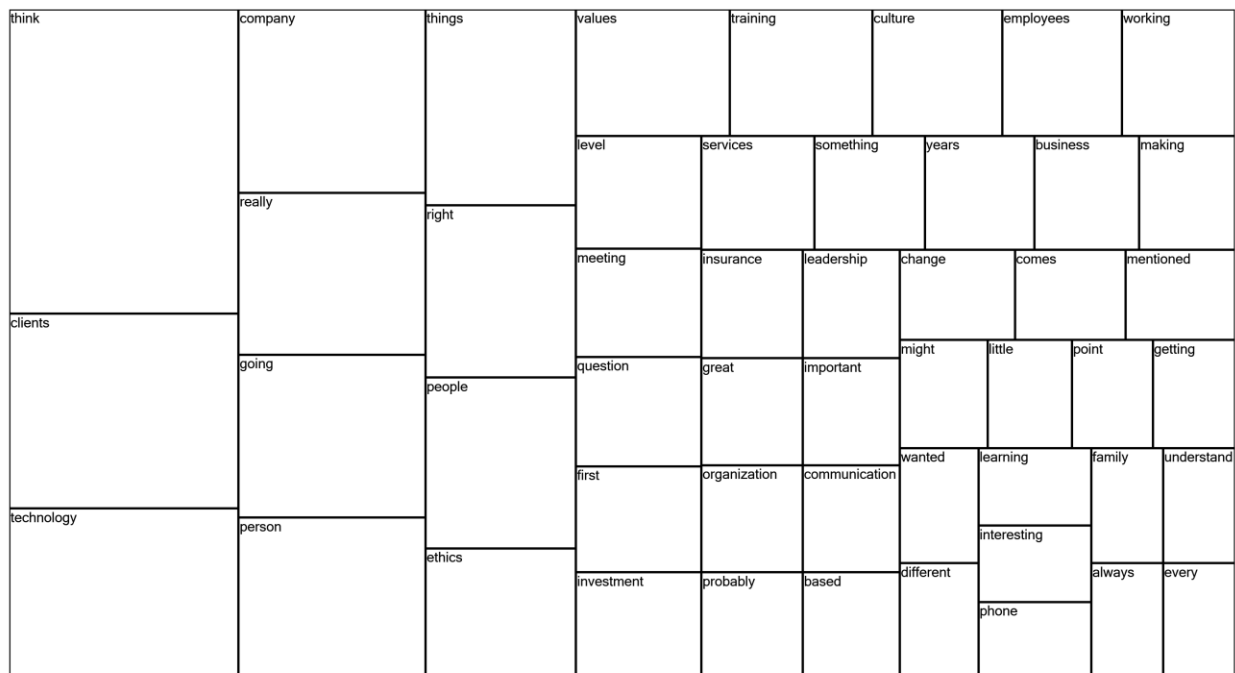 think
clients
technology
company
really
going
person
things
right
people
ethics
values
training
culture
employees
working
level
services
something
years
business
making
meeting
question
first
investment
insurance
leadership
great
important
organization
communication
probably
based
change
comes
mentioned
might
little
point
getting
wanted
learning
family
understand
interesting
different
always
every
phone